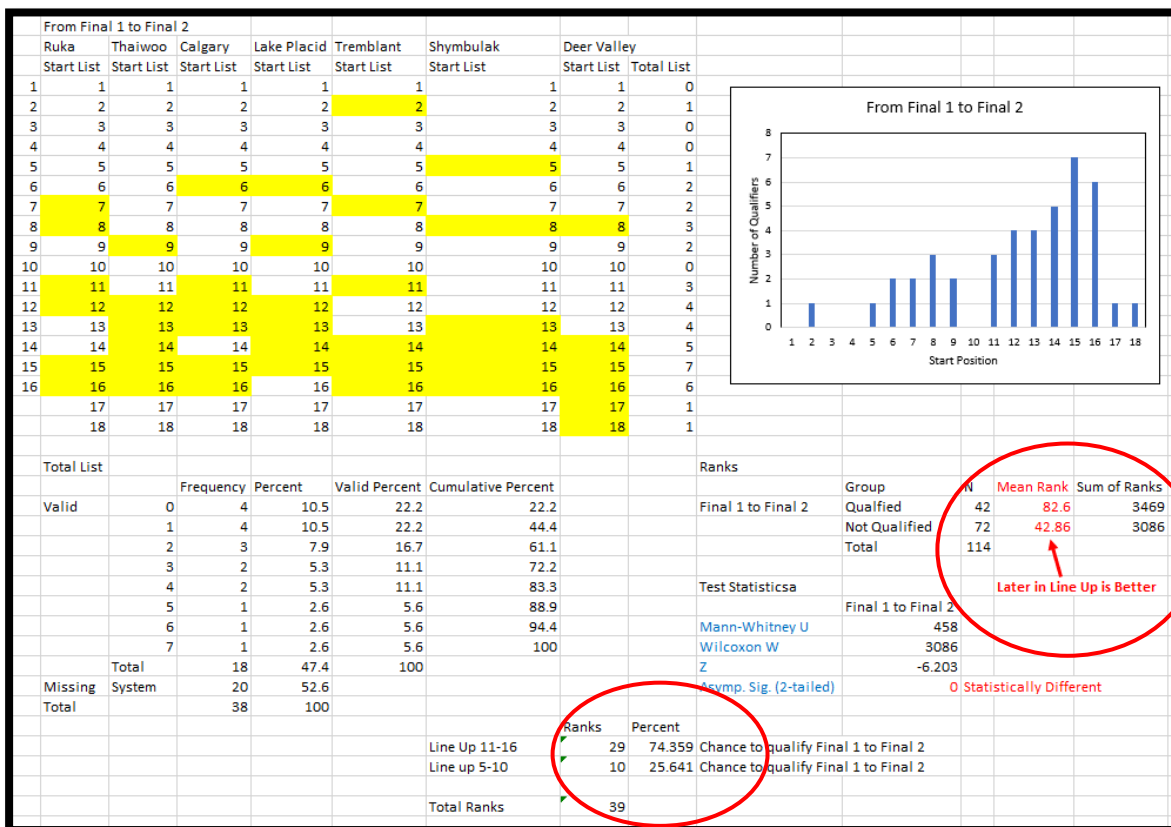 From Final 1 to Final 2
Ruka Thaiwoo Calgary Lake Placid Tremblant Shymbulak Deer Valley
Start List Start List Start List Start List Start List Start List Start List Total List
1 1 1 1 1 1 1 1 0
2 2 2 2 2 2 2 2 1
3 3 3 3 3 3 3 3 0
4 4 4 4 4 4 4 4 0
5 5 5 5 5 5 5 5 1
6 6 6 6 6 6 6 6 2
7 7 7 7 7 7 7 7 2
8 8 8 8 8 8 8 8 3
9 9 9 9 9 9 9 9 2
10 10 10 10 10 10 10 10 0
11 11 11 11 11 11 11 11 3
12 12 12 12 12 12 12 12 4
13 13 13 13 13 13 13 13 4
14 14 14 14 14 14 14 14 5
15 15 15 15 15 15 15 15 7
16 16 16 16 16 16 16 16 6
17 17 17 17 17 17 17 1
18 18 18 18 18 18 18 1
From Final 1 to Final 2
Number of Qualifiers
8
7
6
5
4
3
2
1
0
1 2 3 4 5 6 7 8 9 10 11 12 13 14 15 16 17 18
Start Position
Total List
Frequency Percent Valid Percent Cumulative Percent
Valid 0 4 10.5 22.2 22.2
1 4 10.5 22.2 44.4
2 3 7.9 16.7 61.1
3 2 5.3 11.1 72.2
4 2 5.3 11.1 83.3
5 1 2.6 5.6 88.9
6 1 2.6 5.6 94.4
7 1 2.6 5.6 100
Total 18 47.4 100
Missing System 20 52.6
Total 38 100
Ranks
Group N Mean Rank Sum of Ranks
Final 1 to Final 2 Qualfied 42 82.6 3469
Not Qualified 72 42.86 3086
Total 114
Later in Line Up is Better
Test Statisticsa
Final 1 to Final 2
Mann-Whitney U 458
Wilcoxon W 3086
Z -6.203
Asymp. Sig. (2-tailed) 0 Statistically Different
Ranks Percent
Line Up 11-16 29 74.359 Chance to qualify Final 1 to Final 2
Line up 5-10 10 25.641 Chance to qualify Final 1 to Final 2
Total Ranks 39